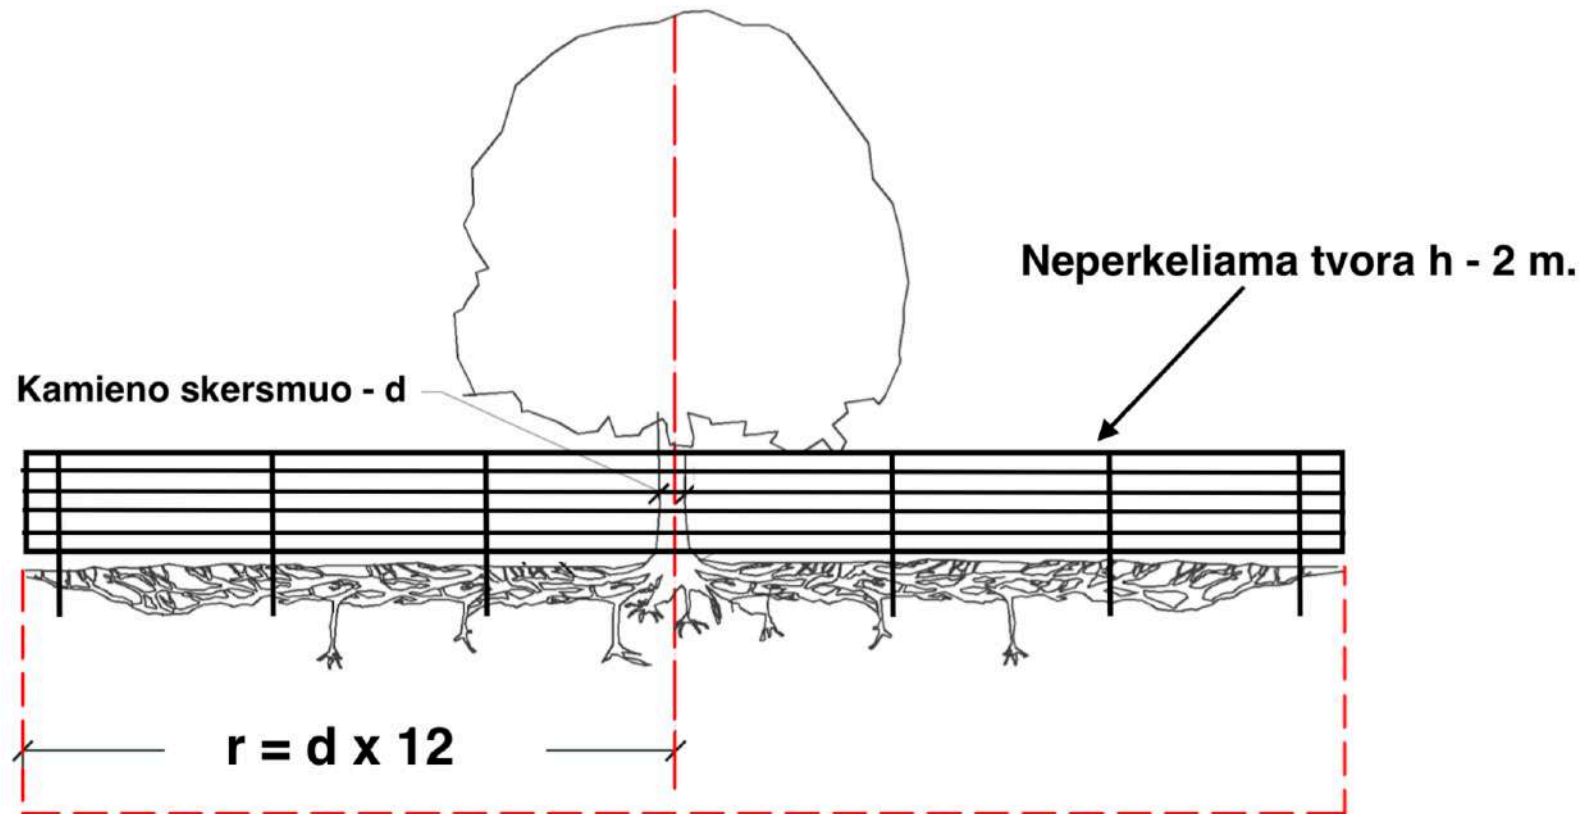 Neperkeliama tvora h - 2 m.
Kamieno skersmuo - d
r = d x 12